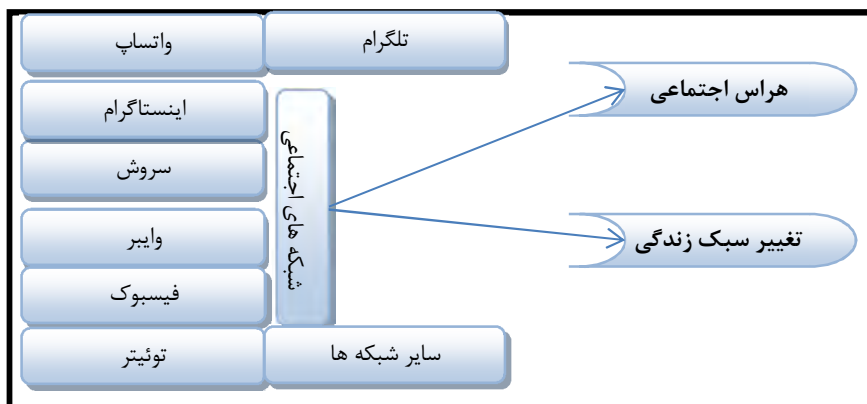 تلگرام
واتساپ
هراس اجتماعی
اینستاگرام
شبکه های اجتماعی
سروش
وایبر
تغییر سبک زندگی
فیسبوک
سایر شبکه ها
توئیتر